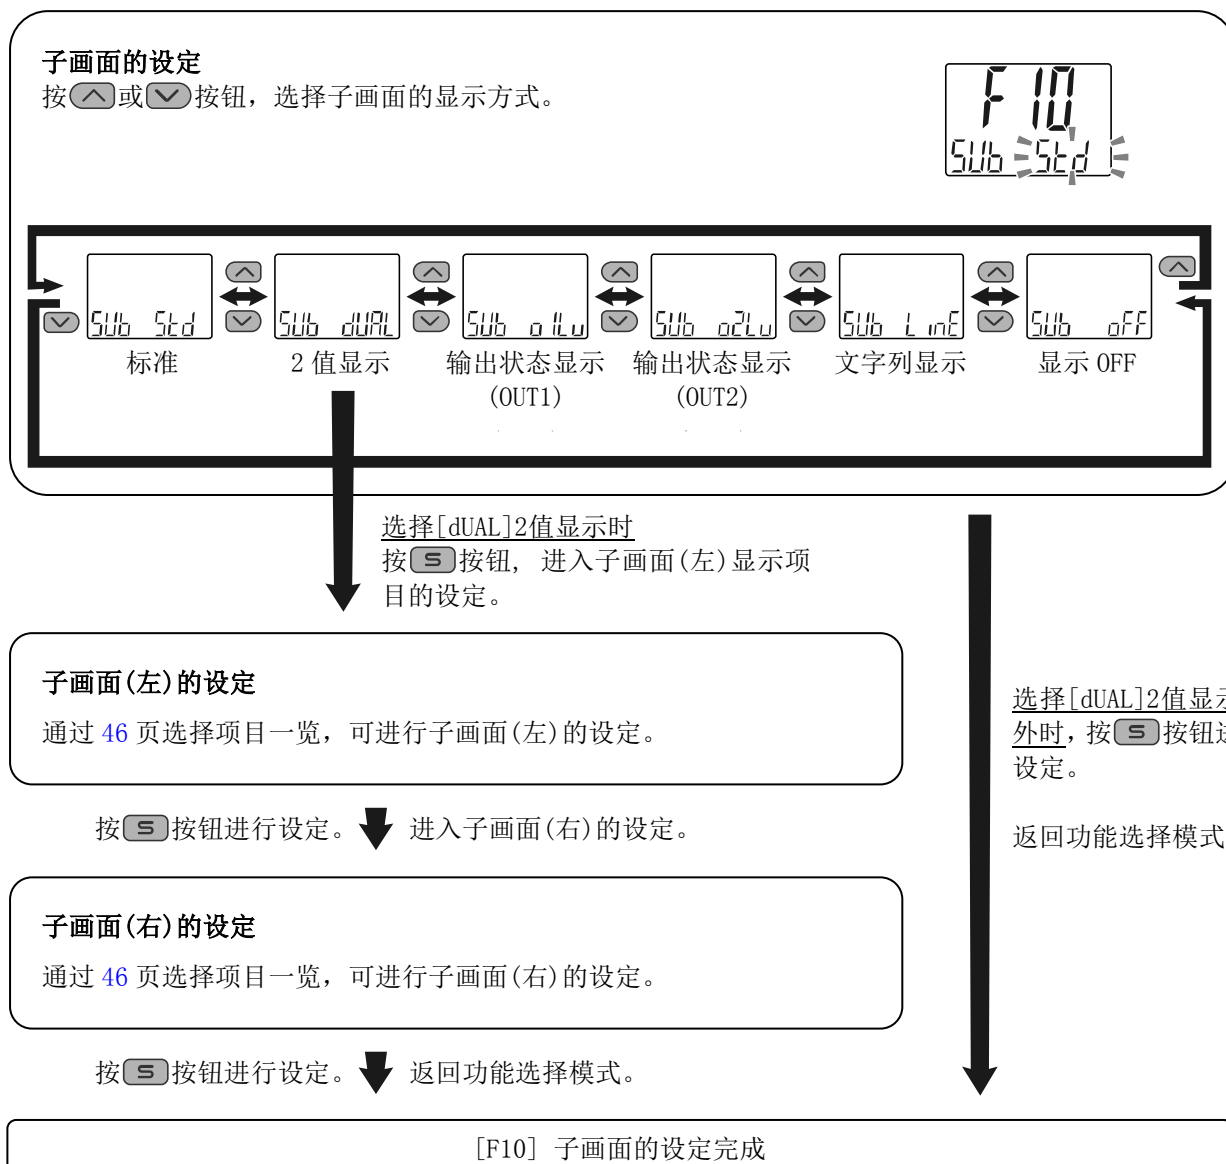 子画面的设定
按或按钮，选择子画面的显示方式。
F10
SUb Std
SUb Std
SUb dUAL
SUb o1Lu
SUb o2Lu
SUb LinE
SUb oFF
标准
2 值显示
输出状态显示
(OUT1)
输出状态显示
(OUT2)
文字列显示
显示 OFF
选择[dUAL]2值显示时
按 S 按钮, 进入子画面(左)显示项
目的设定。
子画面(左)的设定
通过 46 页选择项目一览，可进行子画面(左)的设定。
选择[dUAL]2值显示
外时，按 S 按钮进
设定。
返回功能选择模式
按 S 按钮进行设定。 进入子画面(右)的设定。
子画面(右)的设定
通过 46 页选择项目一览，可进行子画面(右)的设定。
按 S 按钮进行设定。 返回功能选择模式。
[F10] 子画面的设定完成